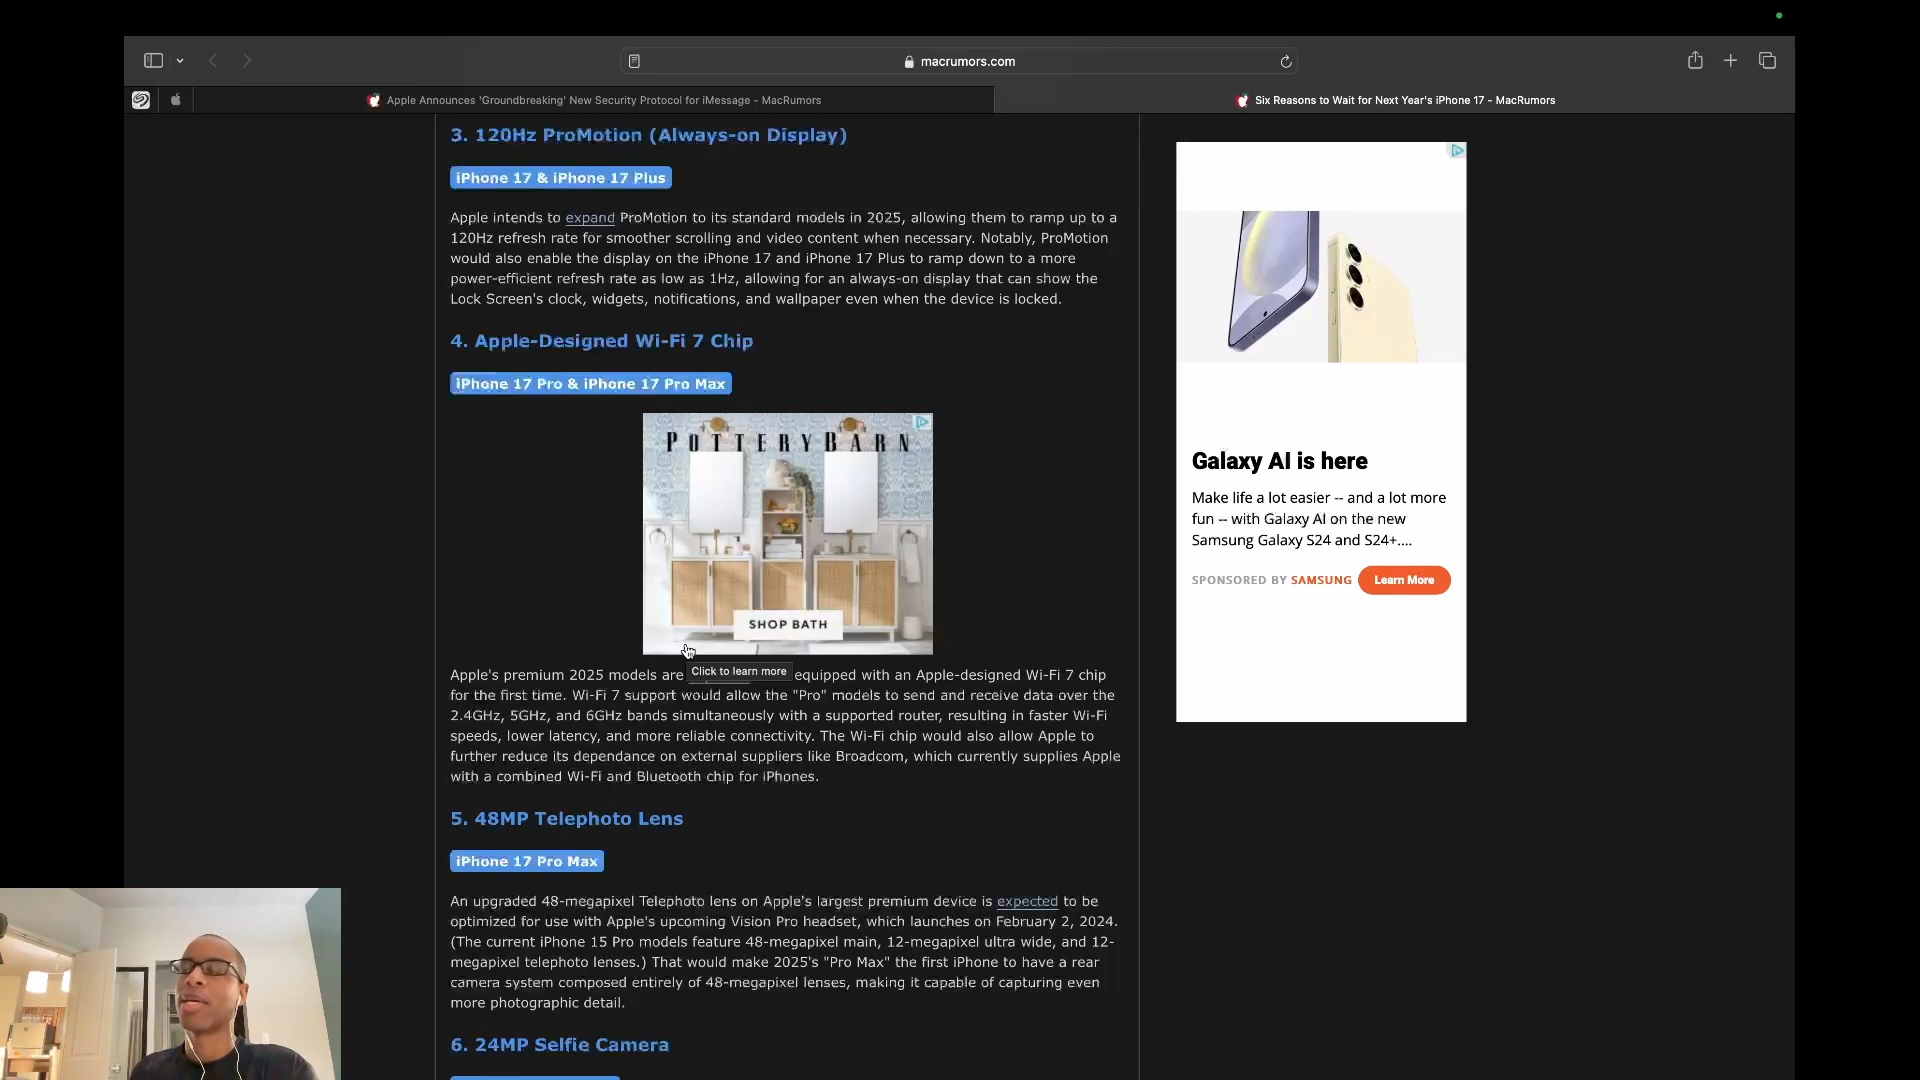 macrumors.com
Apple Announces 'Groundbreaking' New Security Protocol for iMessage - MacRumors
Six Reasons to Wait for Next Year's iPhone 17 - MacRumors
3. 120Hz ProMotion (Always-on Display)
iPhone 17 & iPhone 17 Plus
Apple intends to expand ProMotion to its standard models in 2025, allowing them to ramp up to a
120Hz refresh rate for smoother scrolling and video content when necessary. Notably, ProMotion
would also enable the display on the iPhone 17 and iPhone 17 Plus to ramp down to a more
power-efficient refresh rate as low as 1Hz, allowing for an always-on display that can show the
Lock Screen's clock, widgets, notifications, and wallpaper even when the device is locked.
4. Apple-Designed Wi-Fi 7 Chip
iPhone 17 Pro & iPhone 17 Pro Max
POTTERY BARN
SHOP BATH
Click to learn more
Apple's premium 2025 models are equipped with an Apple-designed Wi-Fi 7 chip
for the first time. Wi-Fi 7 support would allow the "Pro" models to send and receive data over the
2.4GHz, 5GHz, and 6GHz bands simultaneously with a supported router, resulting in faster Wi-Fi
speeds, lower latency, and more reliable connectivity. The Wi-Fi chip would also allow Apple to
further reduce its dependance on external suppliers like Broadcom, which currently supplies Apple
with a combined Wi-Fi and Bluetooth chip for iPhones.
5. 48MP Telephoto Lens
iPhone 17 Pro Max
An upgraded 48-megapixel Telephoto lens on Apple's largest premium device is expected to be
optimized for use with Apple's upcoming Vision Pro headset, which launches on February 2, 2024.
(The current iPhone 15 Pro models feature 48-megapixel main, 12-megapixel ultra wide, and 12-
megapixel telephoto lenses.) That would make 2025's "Pro Max" the first iPhone to have a rear
camera system composed entirely of 48-megapixel lenses, making it capable of capturing even
more photographic detail.
6. 24MP Selfie Camera
Galaxy AI is here
Make life a lot easier -- and a lot more
fun -- with Galaxy AI on the new
Samsung Galaxy S24 and S24+....
SPONSORED BY SAMSUNG
Learn More